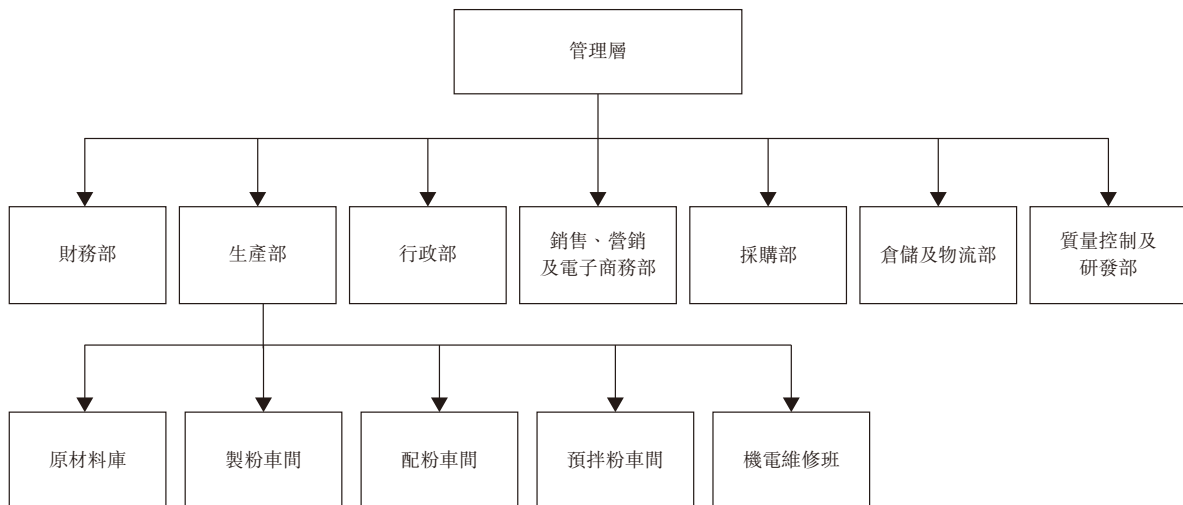 管理層
財務部
生產部
行政部
銷售、營銷
及電子商務部
採購部
倉儲及物流部
質量控制及
研發部
原材料庫
製粉車間
配粉車間
預拌粉車間
機電維修班